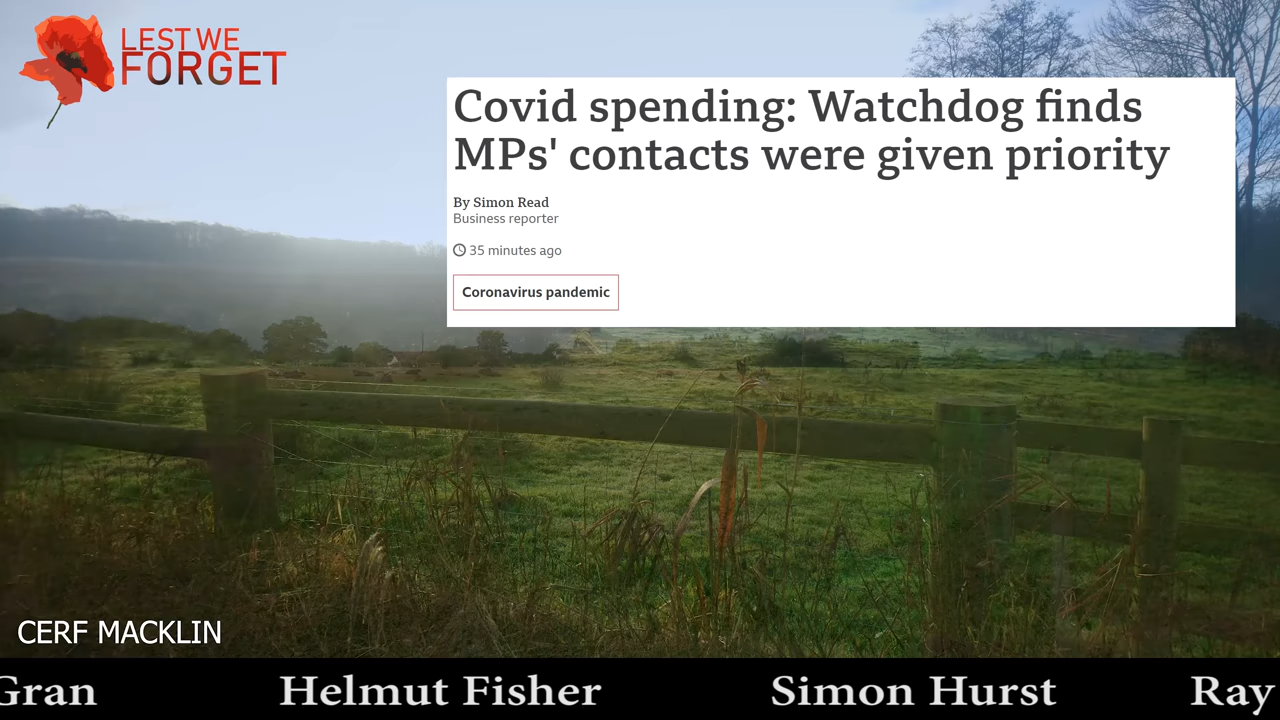 LEST WE
FORGET
Covid spending: Watchdog finds
MPs' contacts were given priority
By Simon Read
Business reporter
35 minutes ago
Coronavirus pandemic
CERF MACKLIN
Gran Helmut Fisher Simon Hurst Ray